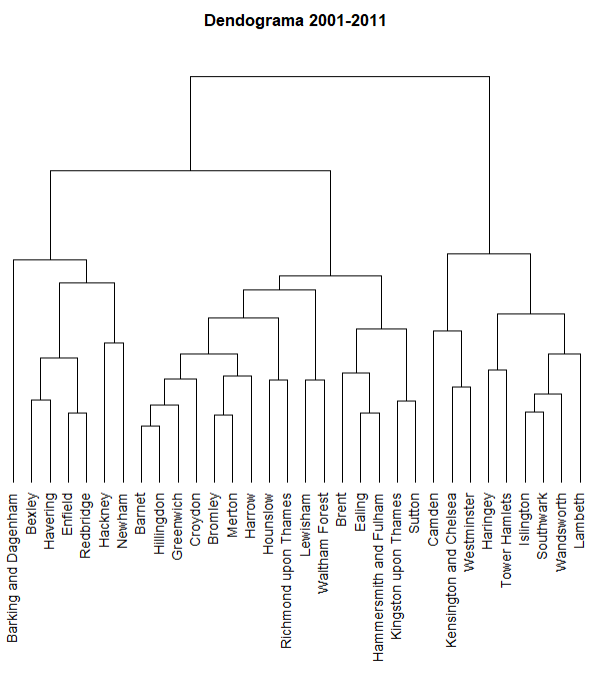 Dendograma 2001-2011
Barking and Dagenham
Bexley
Havering
Enfield
Redbridge
Hackney
Newham
Barnet
Hillingdon
Greenwich
Croydon
Bromley
Merton
Harrow
Hounslow
Richmond upon Thames
Lewisham
Waltham Forest
Brent
Ealing
Hammersmith and Fulham
Kingston upon Thames
Sutton
Camden
Kensington and Chelsea
Westminster
Haringey
Tower Hamlets
Islington
Southwark
Wandsworth
Lambeth